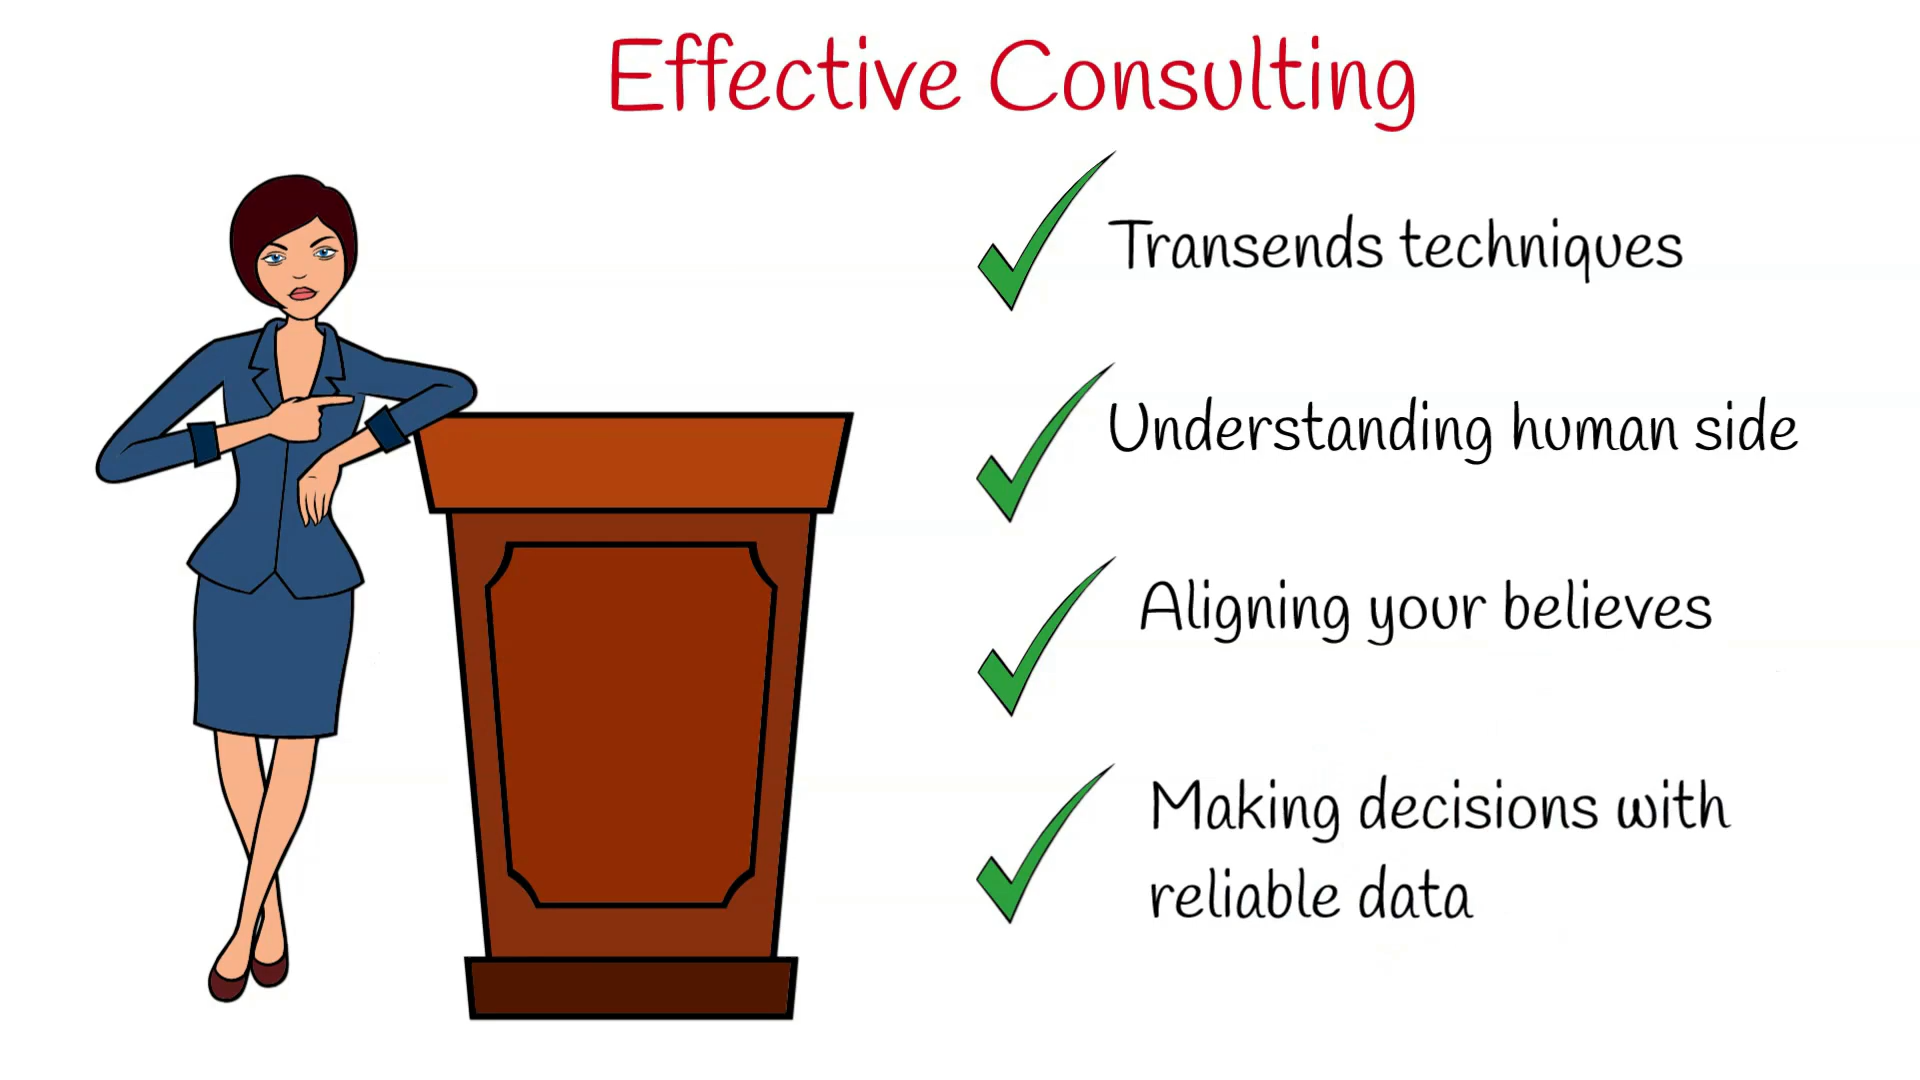 Effective Consulting
Transends techniques
Understanding human side
Aligning your believes
Making decisions with
reliable data